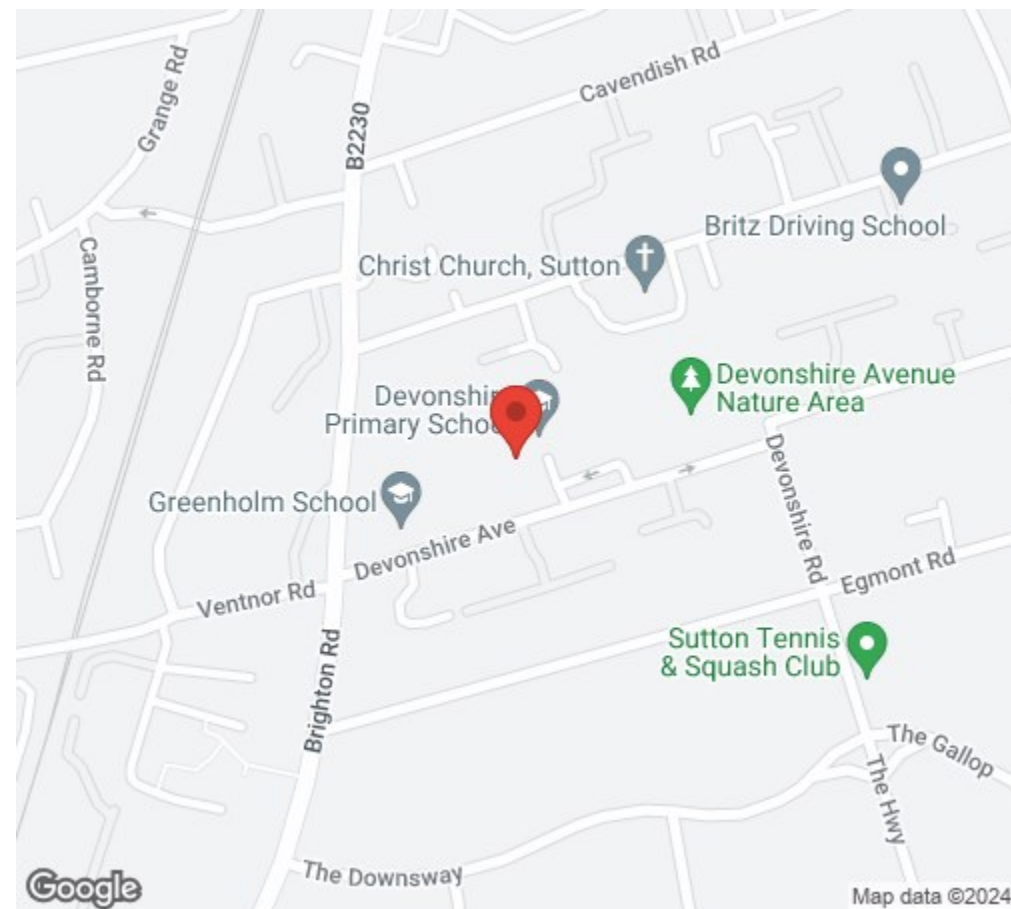 Grange Rd
B2230
Cavendish Rd
Britz Driving School
Christ Church, Sutton
Camborne Rd
Devonshire Avenue
Nature Area
Primary
Greenholm School
Devonshire Ave
Devonshire Rd
Ventnor Rd
Egmont Rd
Sutton Tennis
& Squash Club
Brighton Rd
The Gallop
The Hwy
The Downsway
Google
Map data ©2024